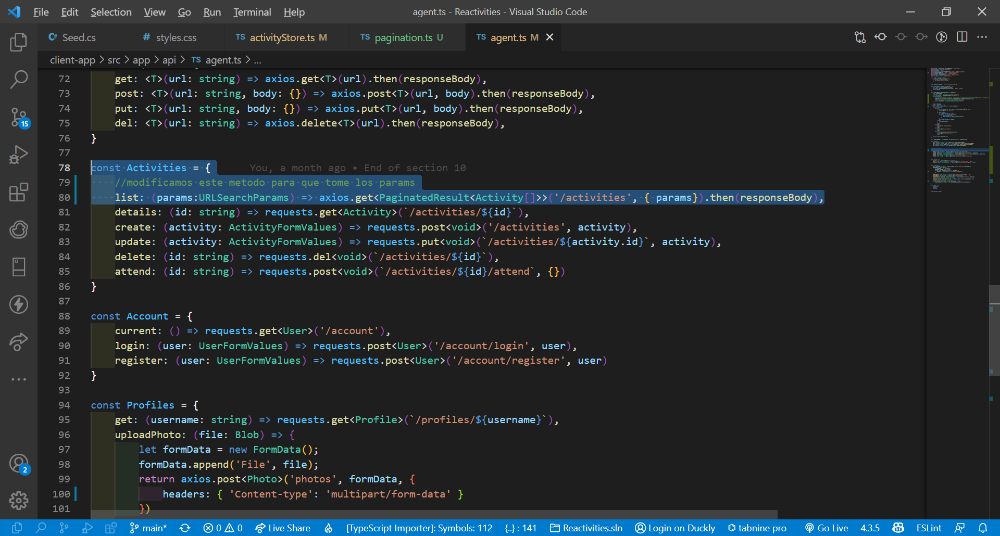 File Edit Selection View Go Run Terminal Help agent.ts - Reactivities - Visual Studio Code
C# Seed.cs # styles.css TS activityStore.ts M TS pagination.ts U TS agent.ts M
client-app > src > app > api > TS agent.ts > ...
72 get: <T>(url: string) => axios.get<T>(url).then(responseBody),
73 post: <T>(url: string, body: {}) => axios.post<T>(url, body).then(responseBody),
74 put: <T>(url: string, body: {}) => axios.put<T>(url, body).then(responseBody),
75 del: <T>(url: string) => axios.delete<T>(url).then(responseBody),
76 }
77
78 const Activities = { You, a month ago • End of section 10
79 //modificamos este metodo para que tome los params
80 list: (params:URLSearchParams) => axios.get<PaginatedResult<Activity[]>>('/activities', { params}).then(responseBody),
81 details: (id: string) => requests.get<Activity>(`/activities/${id}`),
82 create: (activity: ActivityFormValues) => requests.post<void>('/activities', activity),
83 update: (activity: ActivityFormValues) => requests.put<void>(`/activities/${activity.id}`, activity),
84 delete: (id: string) => requests.del<void>(`/activities/${id}`),
85 attend: (id: string) => requests.post<void>(`/activities/${id}/attend`, {})
86 }
87
88 const Account = {
89 current: () => requests.get<User>('/account'),
90 login: (user: UserFormValues) => requests.post<User>('/account/login', user),
91 register: (user: UserFormValues) => requests.post<User>('/account/register', user)
92 }
93
94 const Profiles = {
95 get: (username: string) => requests.get<Profile>(`/profiles/${username}`),
96 uploadPhoto: (file: Blob) => {
97 let formData = new FormData();
98 formData.append('File', file);
99 return axios.post<Photo>('photos', formData, {
100 headers: { 'Content-type': 'multipart/form-data' }
101 })
15
2
main* 0 0 Live Share [TypeScript Importer]: Symbols: 112 {..} : 141 Reactivities.sln Login on Duckly tabnine pro Go Live 4.3.5 ESLint